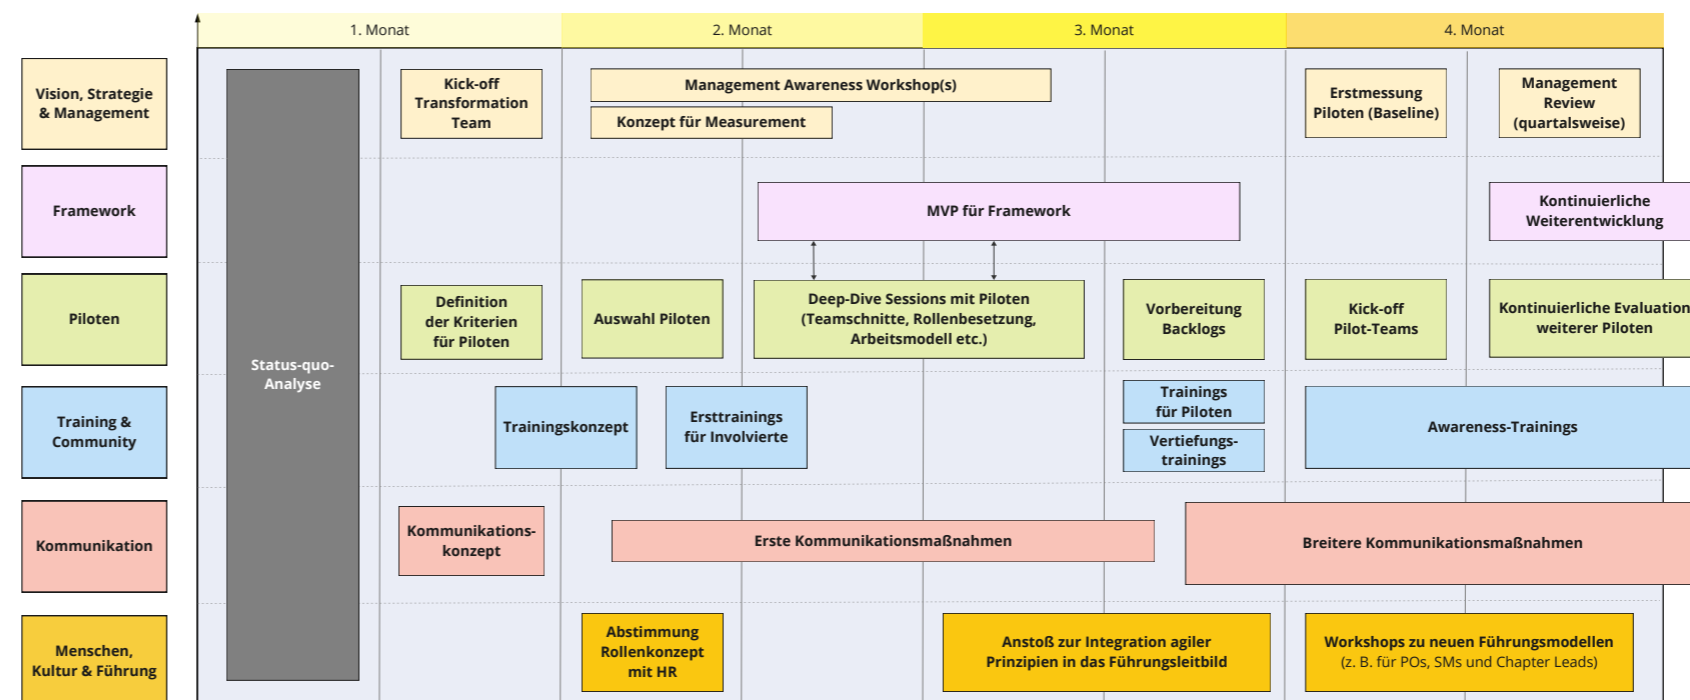 1. Monat
2. Monat
3. Monat
4. Monat
Vision, Strategie
& Management
Status-quo-
Analyse
Kick-off
Transformation
Team
Management Awareness Workshop(s)
Konzept für Measurement
Erstmessung
Piloten (Baseline)
Management
Review
(quartalsweise)
Framework
MVP für Framework
Kontinuierliche
Weiterentwicklung
Piloten
Definition
der Kriterien
für Piloten
Auswahl Piloten
Deep-Dive Sessions mit Piloten
(Teamschnitte, Rollenbesetzung,
Arbeitsmodell etc.)
Vorbereitung
Backlogs
Kick-off
Pilot-Teams
Kontinuierliche Evaluation
weiterer Piloten
Training &
Community
Trainingskonzept
Ersttrainings
für Involvierte
Trainings
für Piloten
Vertiefungs-
trainings
Awareness-Trainings
Kommunikation
Kommunikations-
konzept
Erste Kommunikationsmaßnahmen
Breitere Kommunikationsmaßnahmen
Menschen,
Kultur & Führung
Abstimmung
Rollenkonzept
mit HR
Anstoß zur Integration agiler
Prinzipien in das Führungsleitbild
Workshops zu neuen Führungsmodellen
(z. B. für POs, SMs und Chapter Leads)